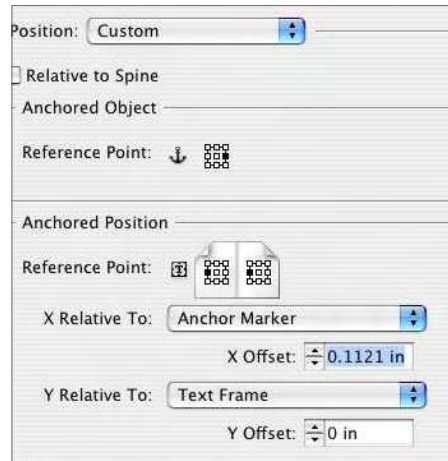 Position: Custom
Relative to Spine
Anchored Object
Reference Point:
Anchored Position
Reference Point:
X Relative To: Anchor Marker
X Offset: 0.1121 in
Y Relative To: Text Frame
Y Offset: 0 in